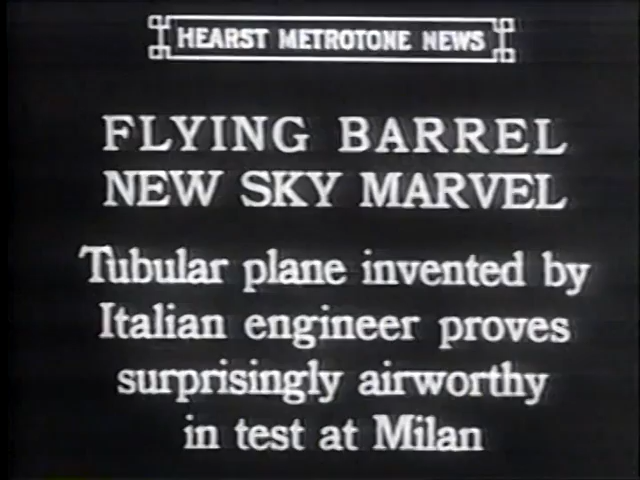 HEARST METROTONE NEWS
FLYING BARREL
NEW SKY MARVEL
Tubular plane invented by
Italian engineer proves
surprisingly airworthy
in test at Milan